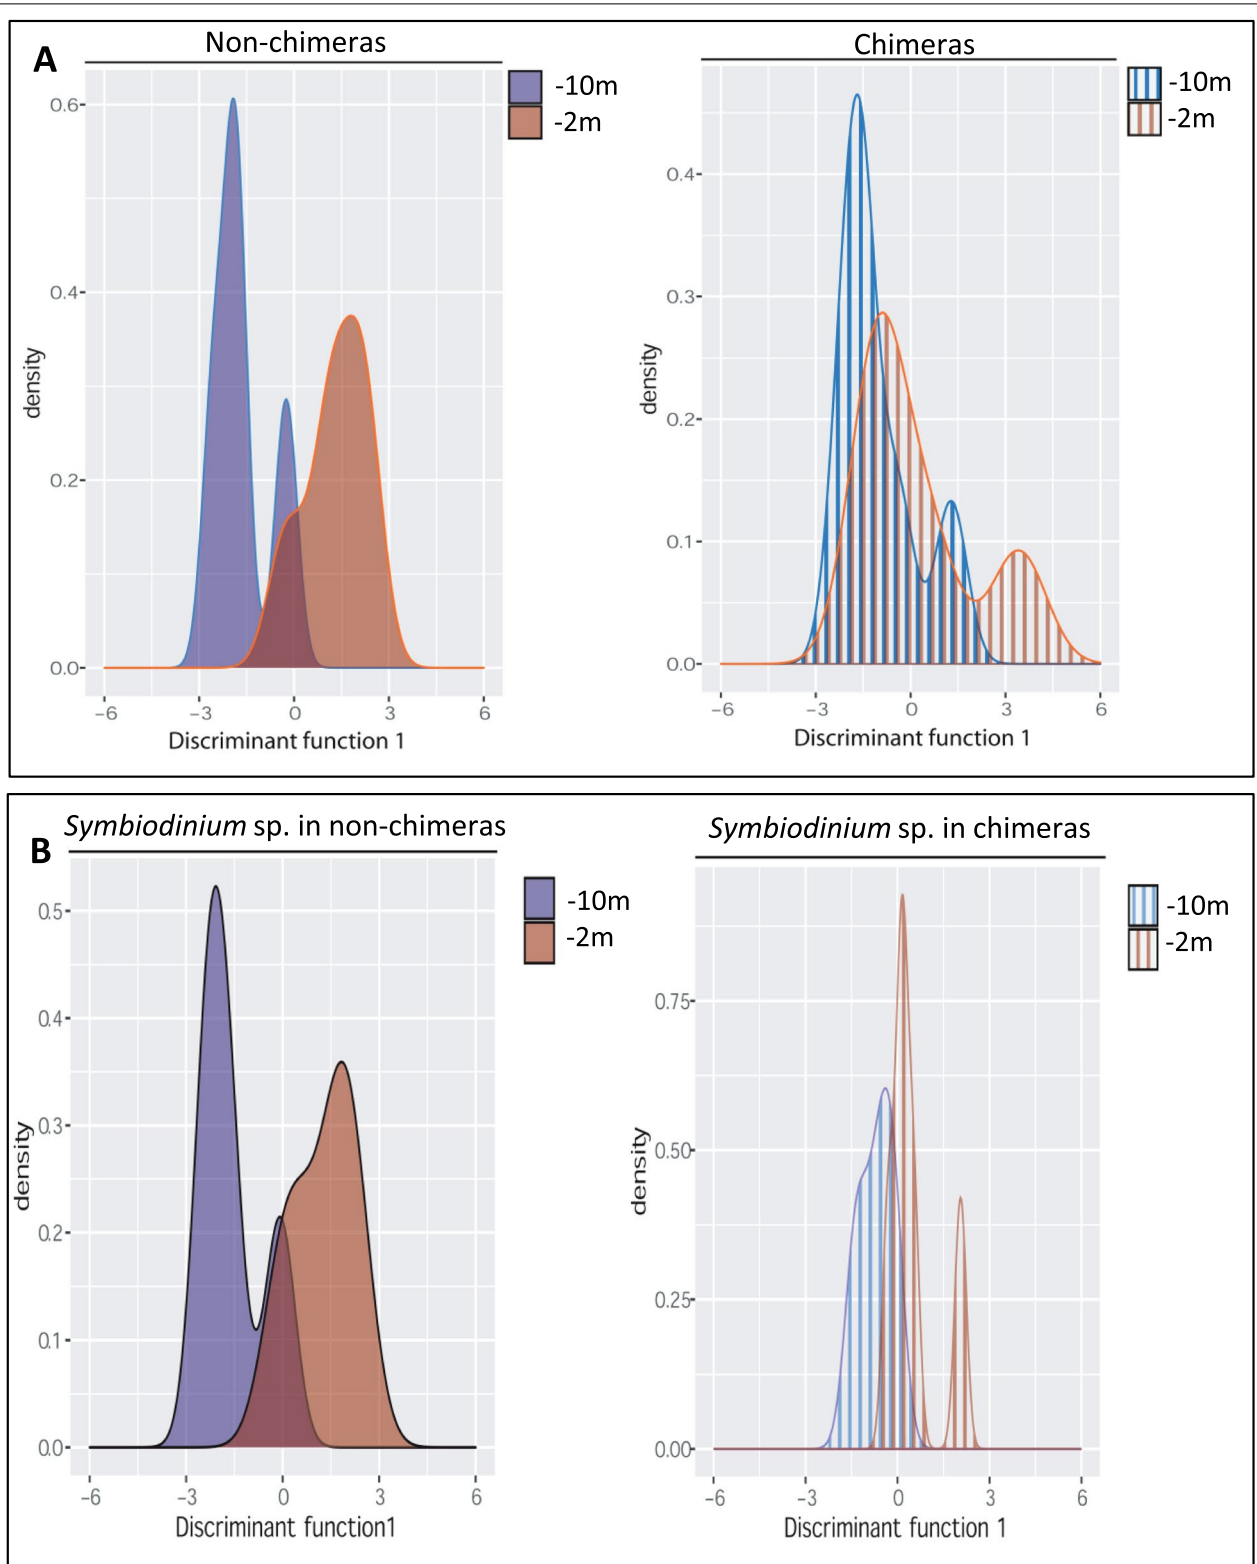 A
Non-chimeras
-10m
-2m
0.6
0.4
0.2
0.0
density
-6 -3 0 3 6
Discriminant function 1
Chimeras
-10m
-2m
0.4
0.3
0.2
0.1
0.0
density
-6 -3 0 3 6
Discriminant function 1
B
Symbiodinium sp. in non-chimeras
-10m
-2m
0.5
0.4
0.3
0.2
0.1
0.0
density
-6 -3 0 3 6
Discriminant function1
Symbiodinium sp. in chimeras
-10m
-2m
0.75
0.50
0.25
0.00
density
-6 -3 0 3 6
Discriminant function 1